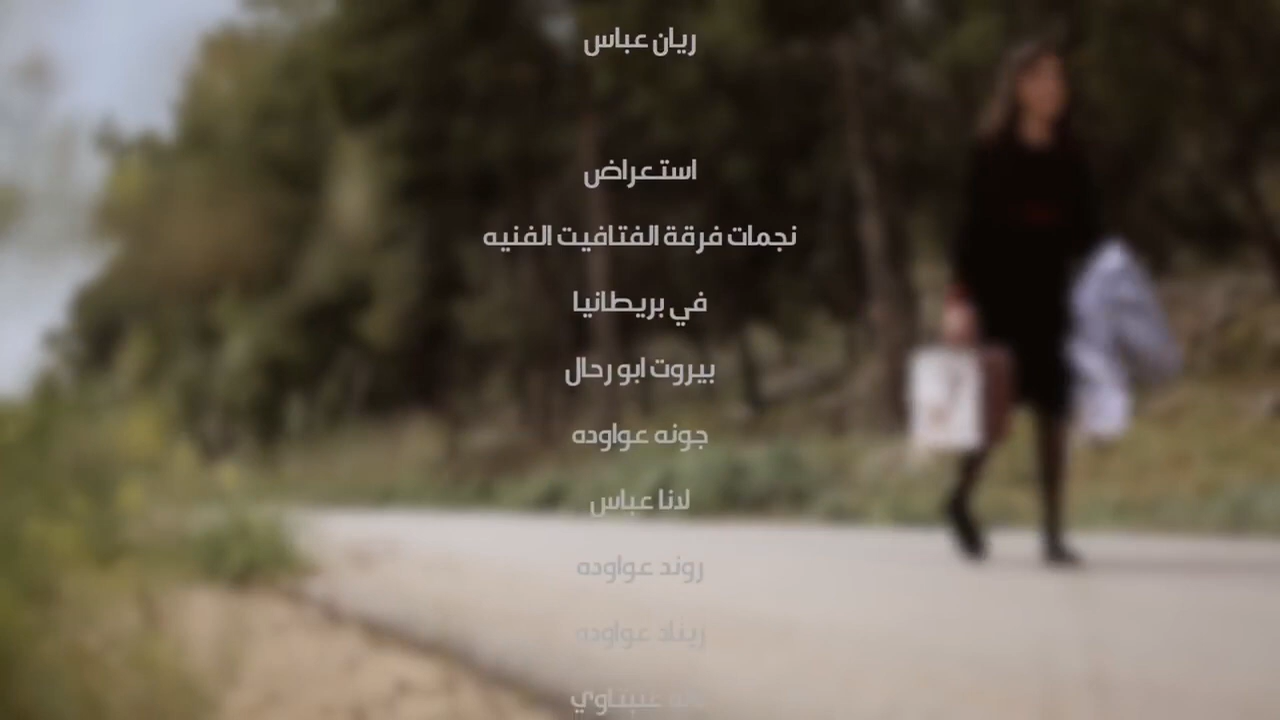 ريان عباس
استعراض
نجمات فرقة الفتافيت الفنيه
في بريطانيا
بيروت ابو رحال
جونه عواوده
لانا عباس
روند عواوده
ريناد عواوده